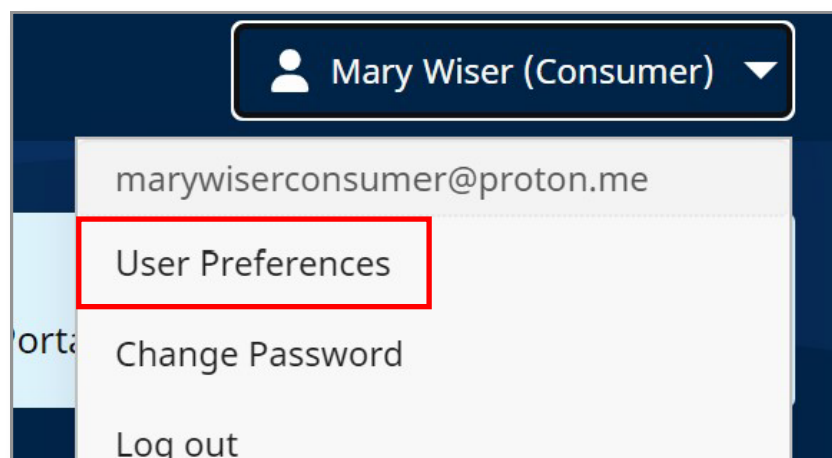 Mary Wiser (Consumer)
marywiserconsumer@proton.me
User Preferences
Change Password
Log out